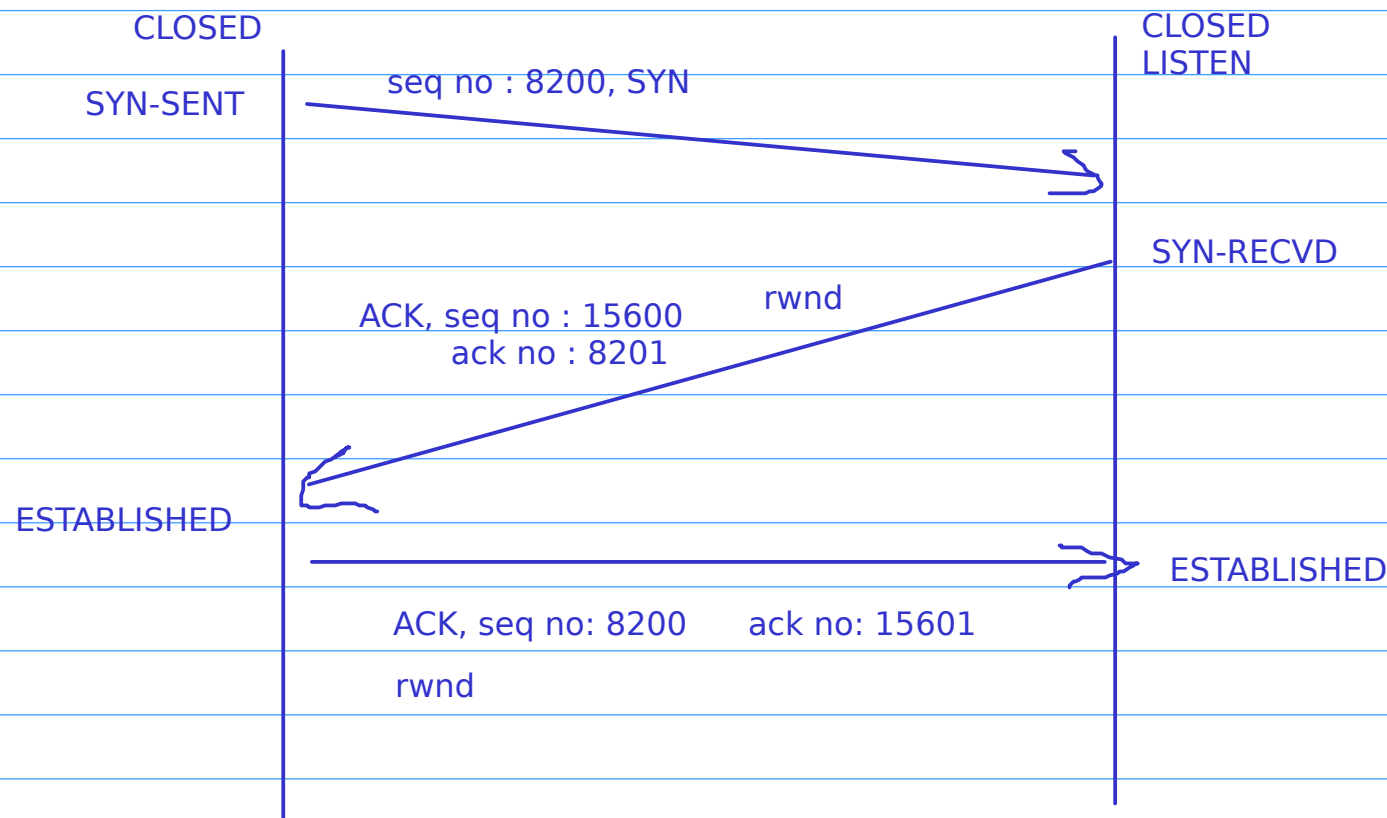 CLOSED
CLOSED
LISTEN
seq no : 8200, SYN
SYN-SENT
SYN-RECVD
rwnd
ACK, seq no : 15600
ack no : 8201
ESTABLISHED
ESTABLISHED
ACK, seq no: 8200 ack no: 15601
rwnd